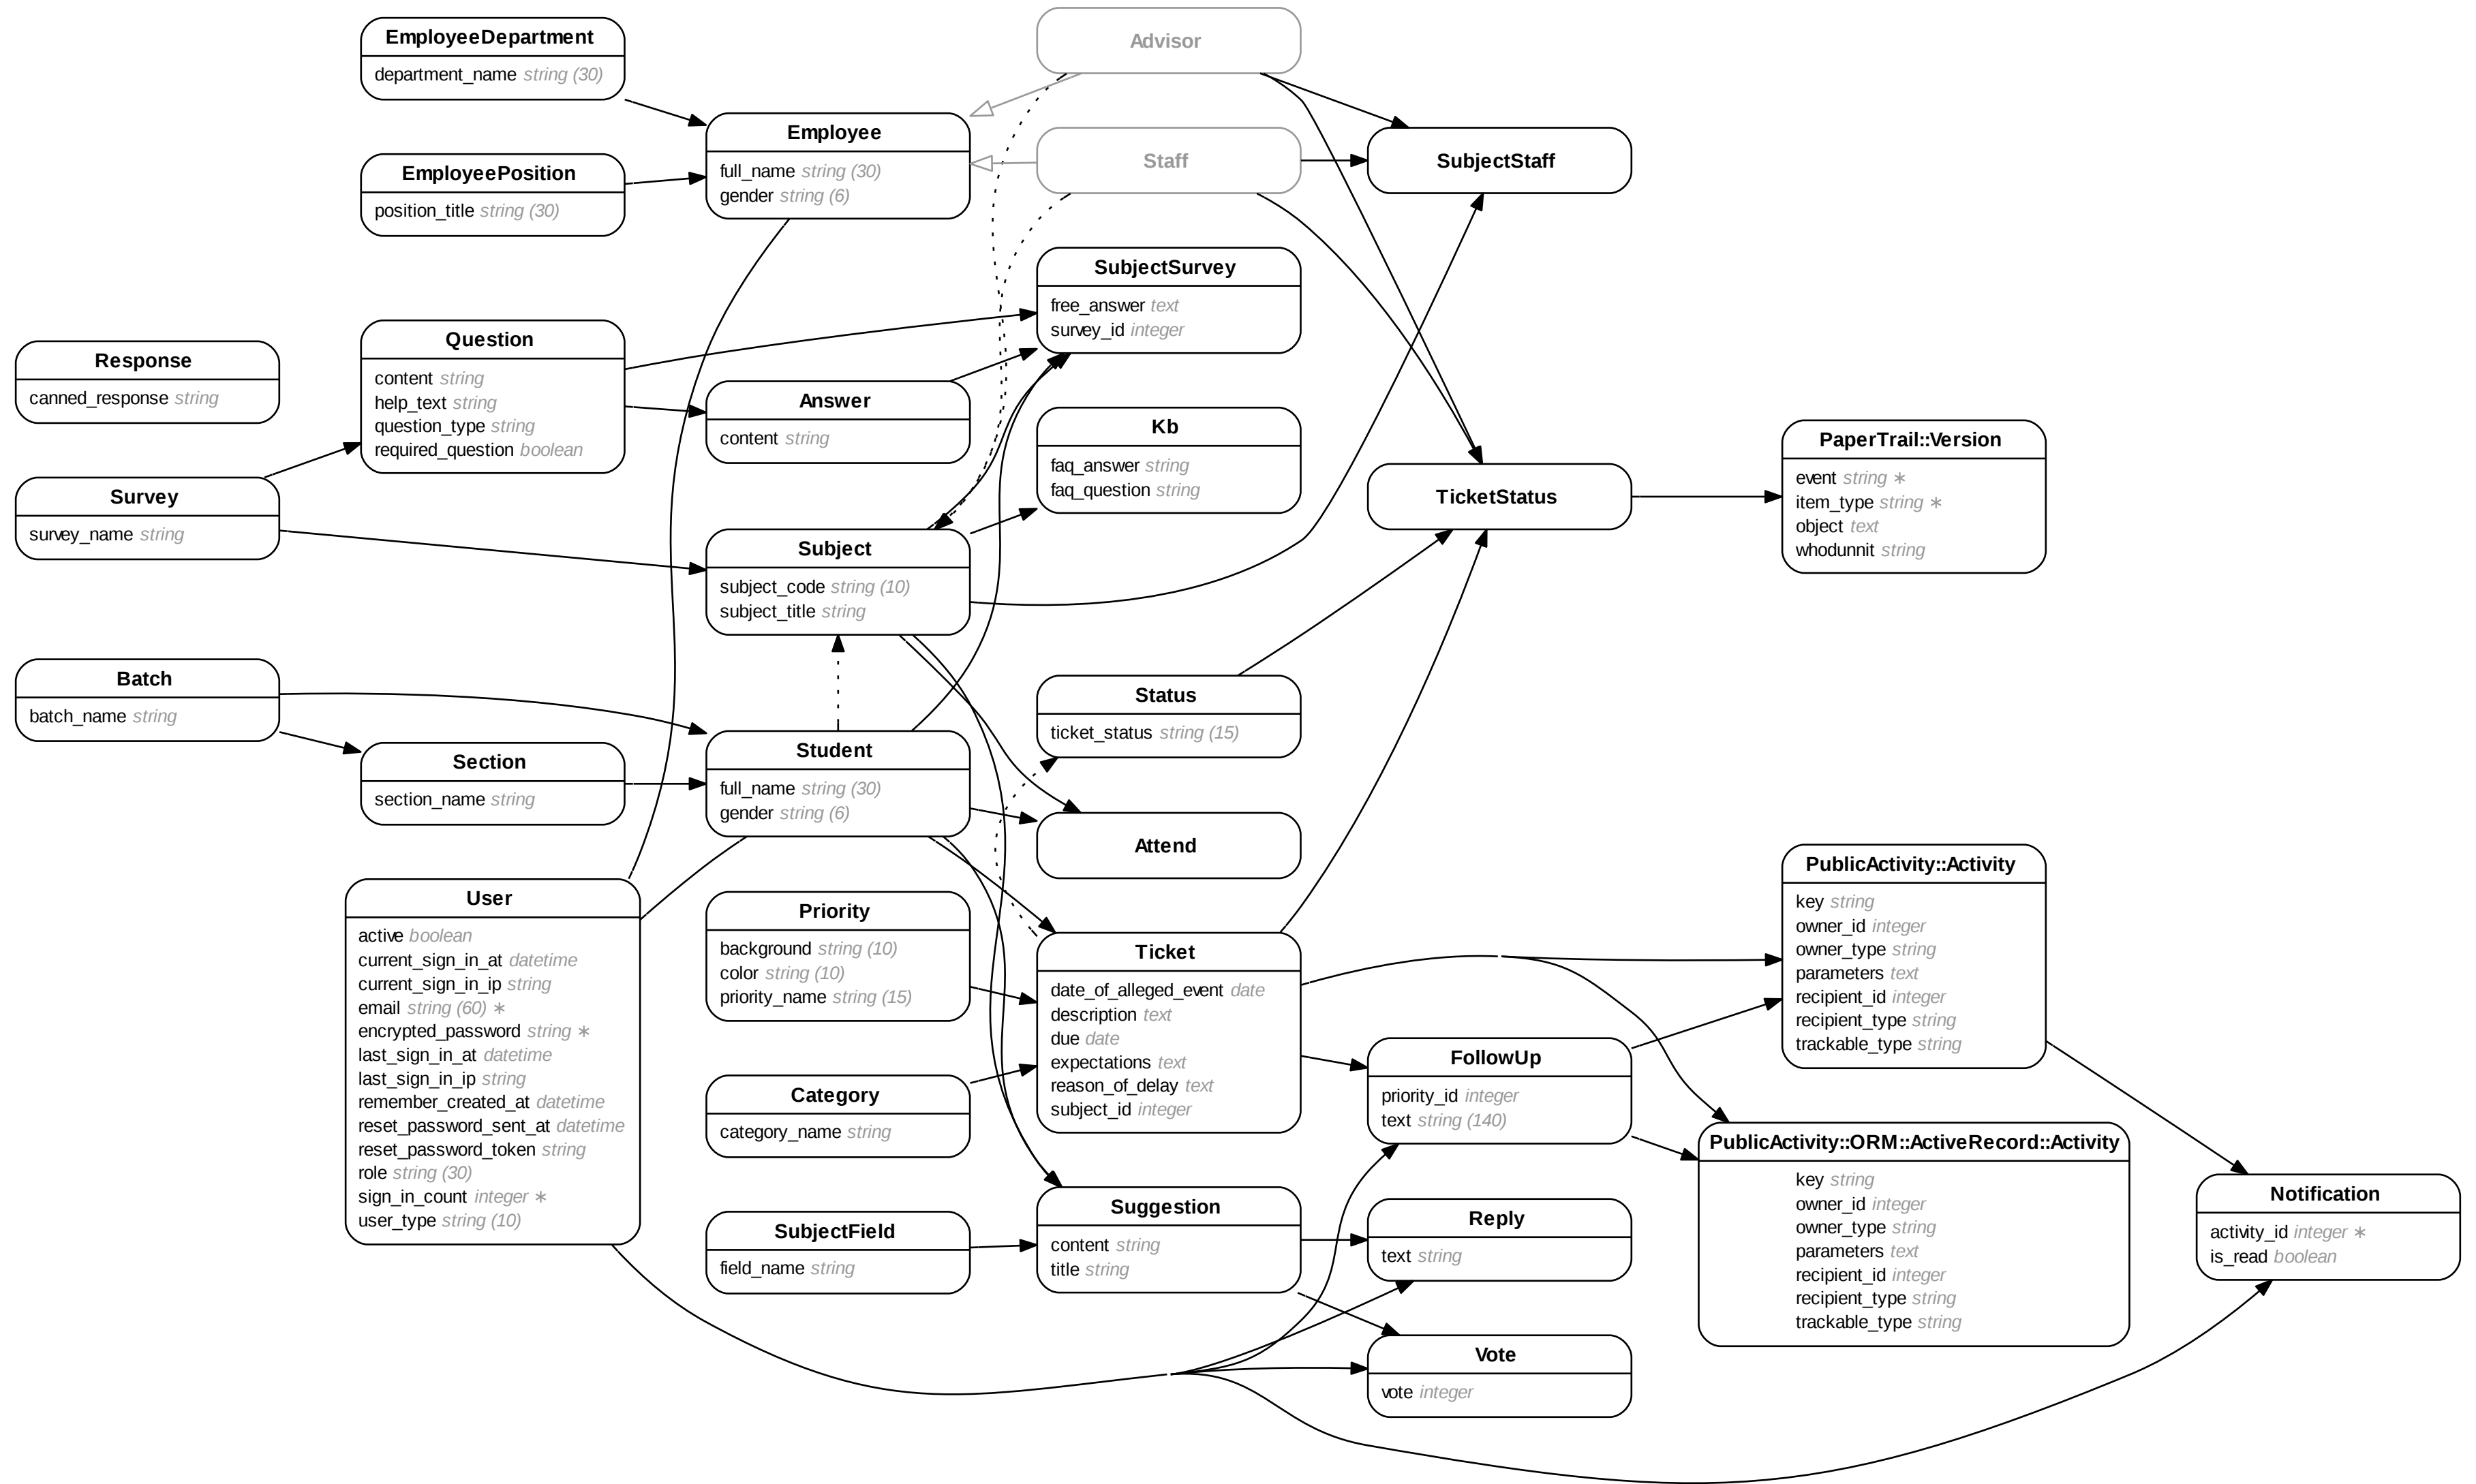 EmployeeDepartment
department_name string (30)
EmployeePosition
position_title string (30)
Employee
full_name string (30)
gender string (6)
Advisor
Staff
SubjectStaff
SubjectSurvey
free_answer text
survey_id integer
Response
canned_response string
Question
content string
help_text string
question_type string
required_question boolean
Answer
content string
Kb
faq_answer string
faq_question string
TicketStatus
PaperTrail::Version
event string ∗
item_type string ∗
object text
whodunnit string
Survey
survey_name string
Subject
subject_code string (10)
subject_title string
Batch
batch_name string
Section
section_name string
Student
full_name string (30)
gender string (6)
Status
ticket_status string (15)
Attend
User
active boolean
current_sign_in_at datetime
current_sign_in_ip string
email string (60) ∗
encrypted_password string ∗
last_sign_in_at datetime
last_sign_in_ip string
remember_created_at datetime
reset_password_sent_at datetime
reset_password_token string
role string (30)
sign_in_count integer ∗
user_type string (10)
Priority
background string (10)
color string (10)
priority_name string (15)
Category
category_name string
SubjectField
field_name string
Ticket
date_of_alleged_event date
description text
due date
expectations text
reason_of_delay text
subject_id integer
Suggestion
content string
title string
FollowUp
priority_id integer
text string (140)
Reply
text string
Vote
vote integer
PublicActivity::Activity
key string
owner_id integer
owner_type string
parameters text
recipient_id integer
recipient_type string
trackable_type string
PublicActivity::ORM::ActiveRecord::Activity
key string
owner_id integer
owner_type string
parameters text
recipient_id integer
recipient_type string
trackable_type string
Notification
activity_id integer ∗
is_read boolean